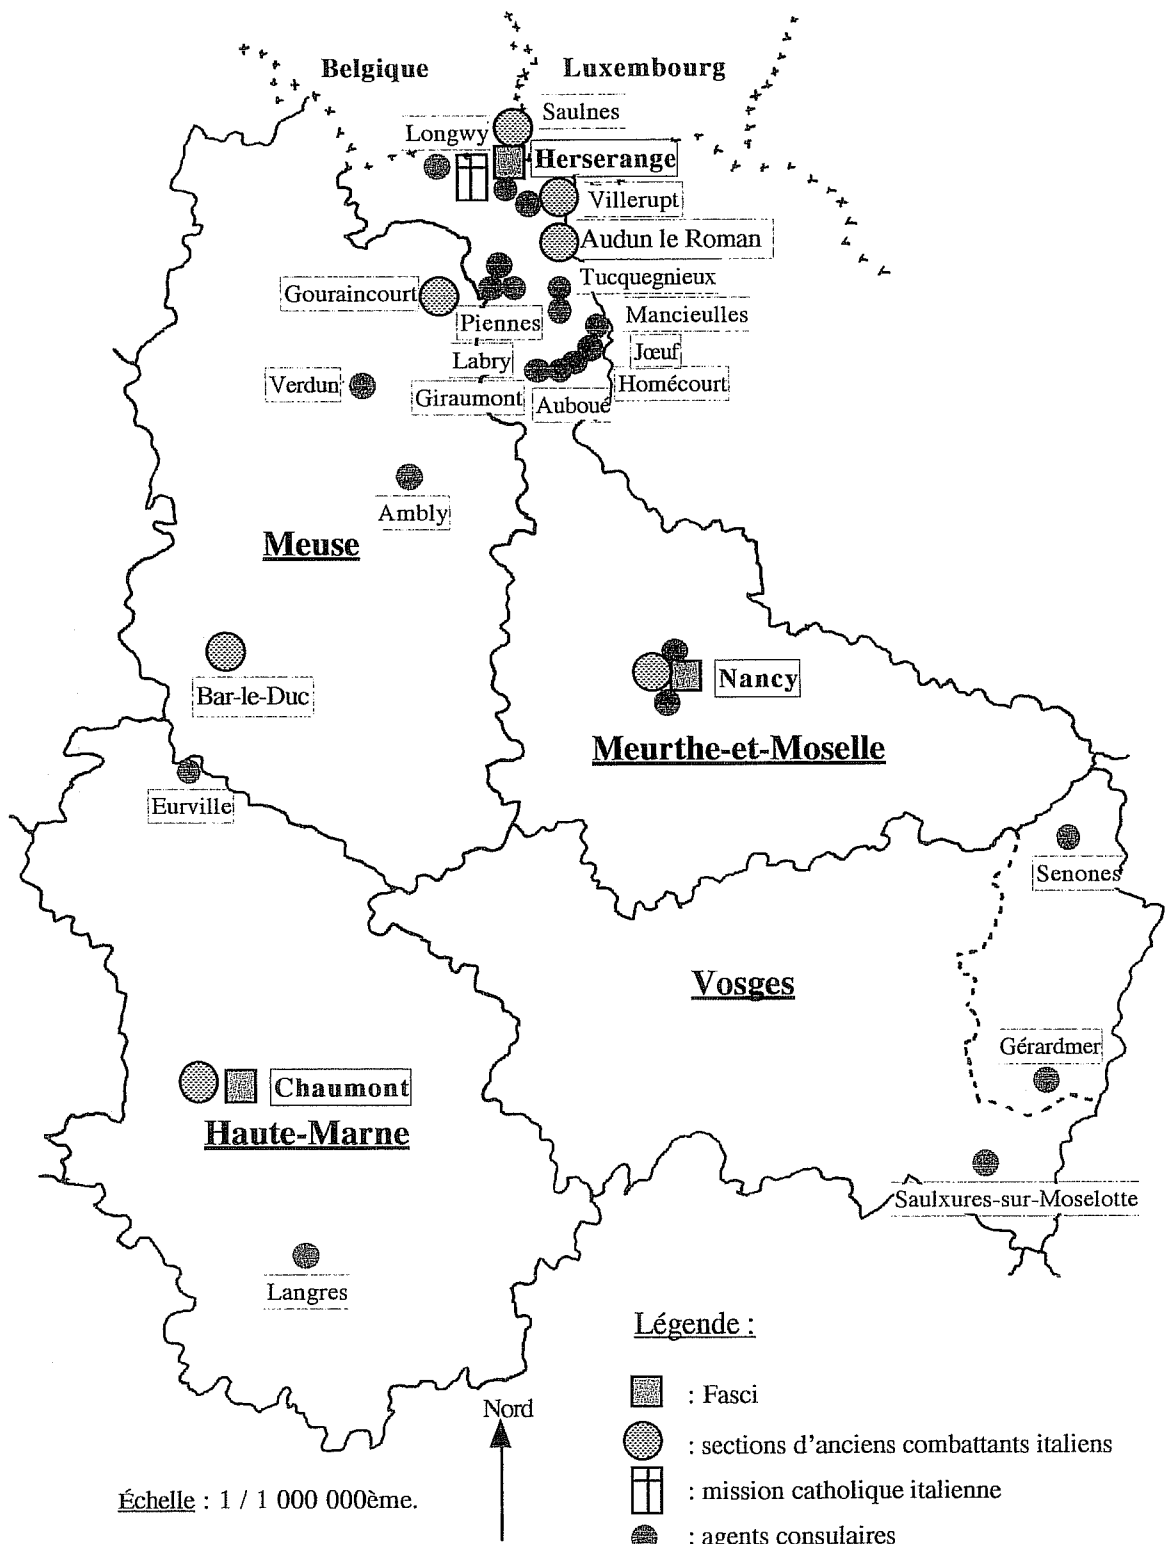 Belgique
Luxembourg
Saulnes
Longwy
Herserange
Villerupt
Audun le Roman
Tucquegnieux
Gouraincourt
Mancieulles
Piennes
Jœuf
Labry
Homécourt
Verdun
Giraumont
Auboué
Ambly
Meuse
Nancy
Bar-le-Duc
Meurthe-et-Moselle
Eurville
Senones
Vosges
Gérardmer
Chaumont
Haute-Marne
Saulxures-sur-Moselotte
Langres
Légende :
: Fasci
Nord
: sections d'anciens combattants italiens
: mission catholique italienne
Échelle : 1 / 1 000 000ème.
: agents consulaires